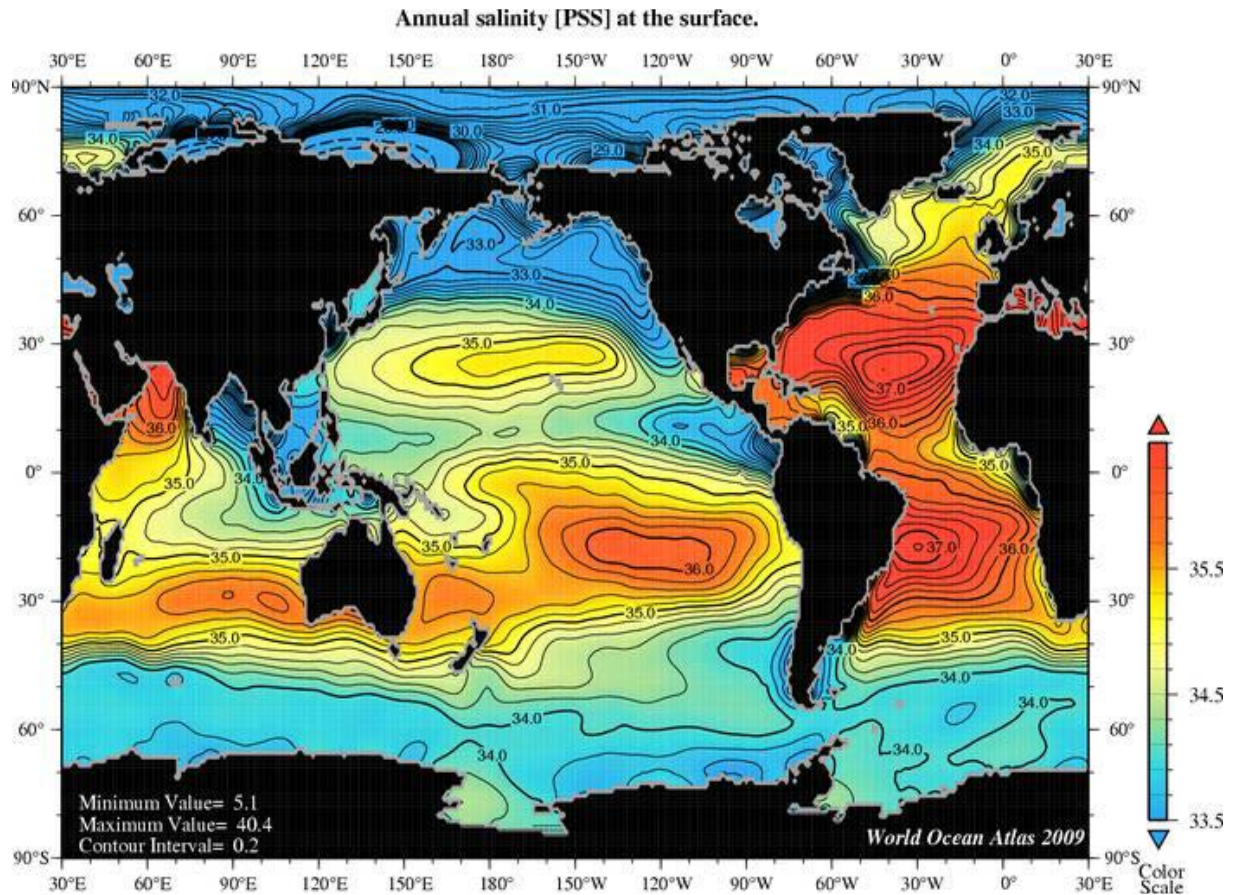 Annual salinity [PSS] at the surface.
30°E 60°E 90°E 120°E 150°E 180° 150°W 120°W 90°W 60°W 30°W 0° 30°E
90°N 90°N
32.0 31.0 32.0
33.0
34.0 30.0 34.0
29.0 35.0
60° 60°
33.0
33.0
34.0 36.0
30° 35.0 30°
37.0
36.0 34.0 35.0 36.0
0° 34.0 35.0 35.0 0°
35.0
35.0 35.0 37.0 36.0
36.0
30° 35.0 30°
35.0 35.0
34.0
34.0
34.0 34.0
60° 60°
34.0 34.0
Minimum Value= 5.1
Maximum Value= 40.4
Contour Interval= 0.2
World Ocean Atlas 2009
90°S 90°S
30°E 60°E 90°E 120°E 150°E 180° 150°W 120°W 90°W 60°W 30°W 0° 30°E
35.5
34.5
33.5
Color
Scale